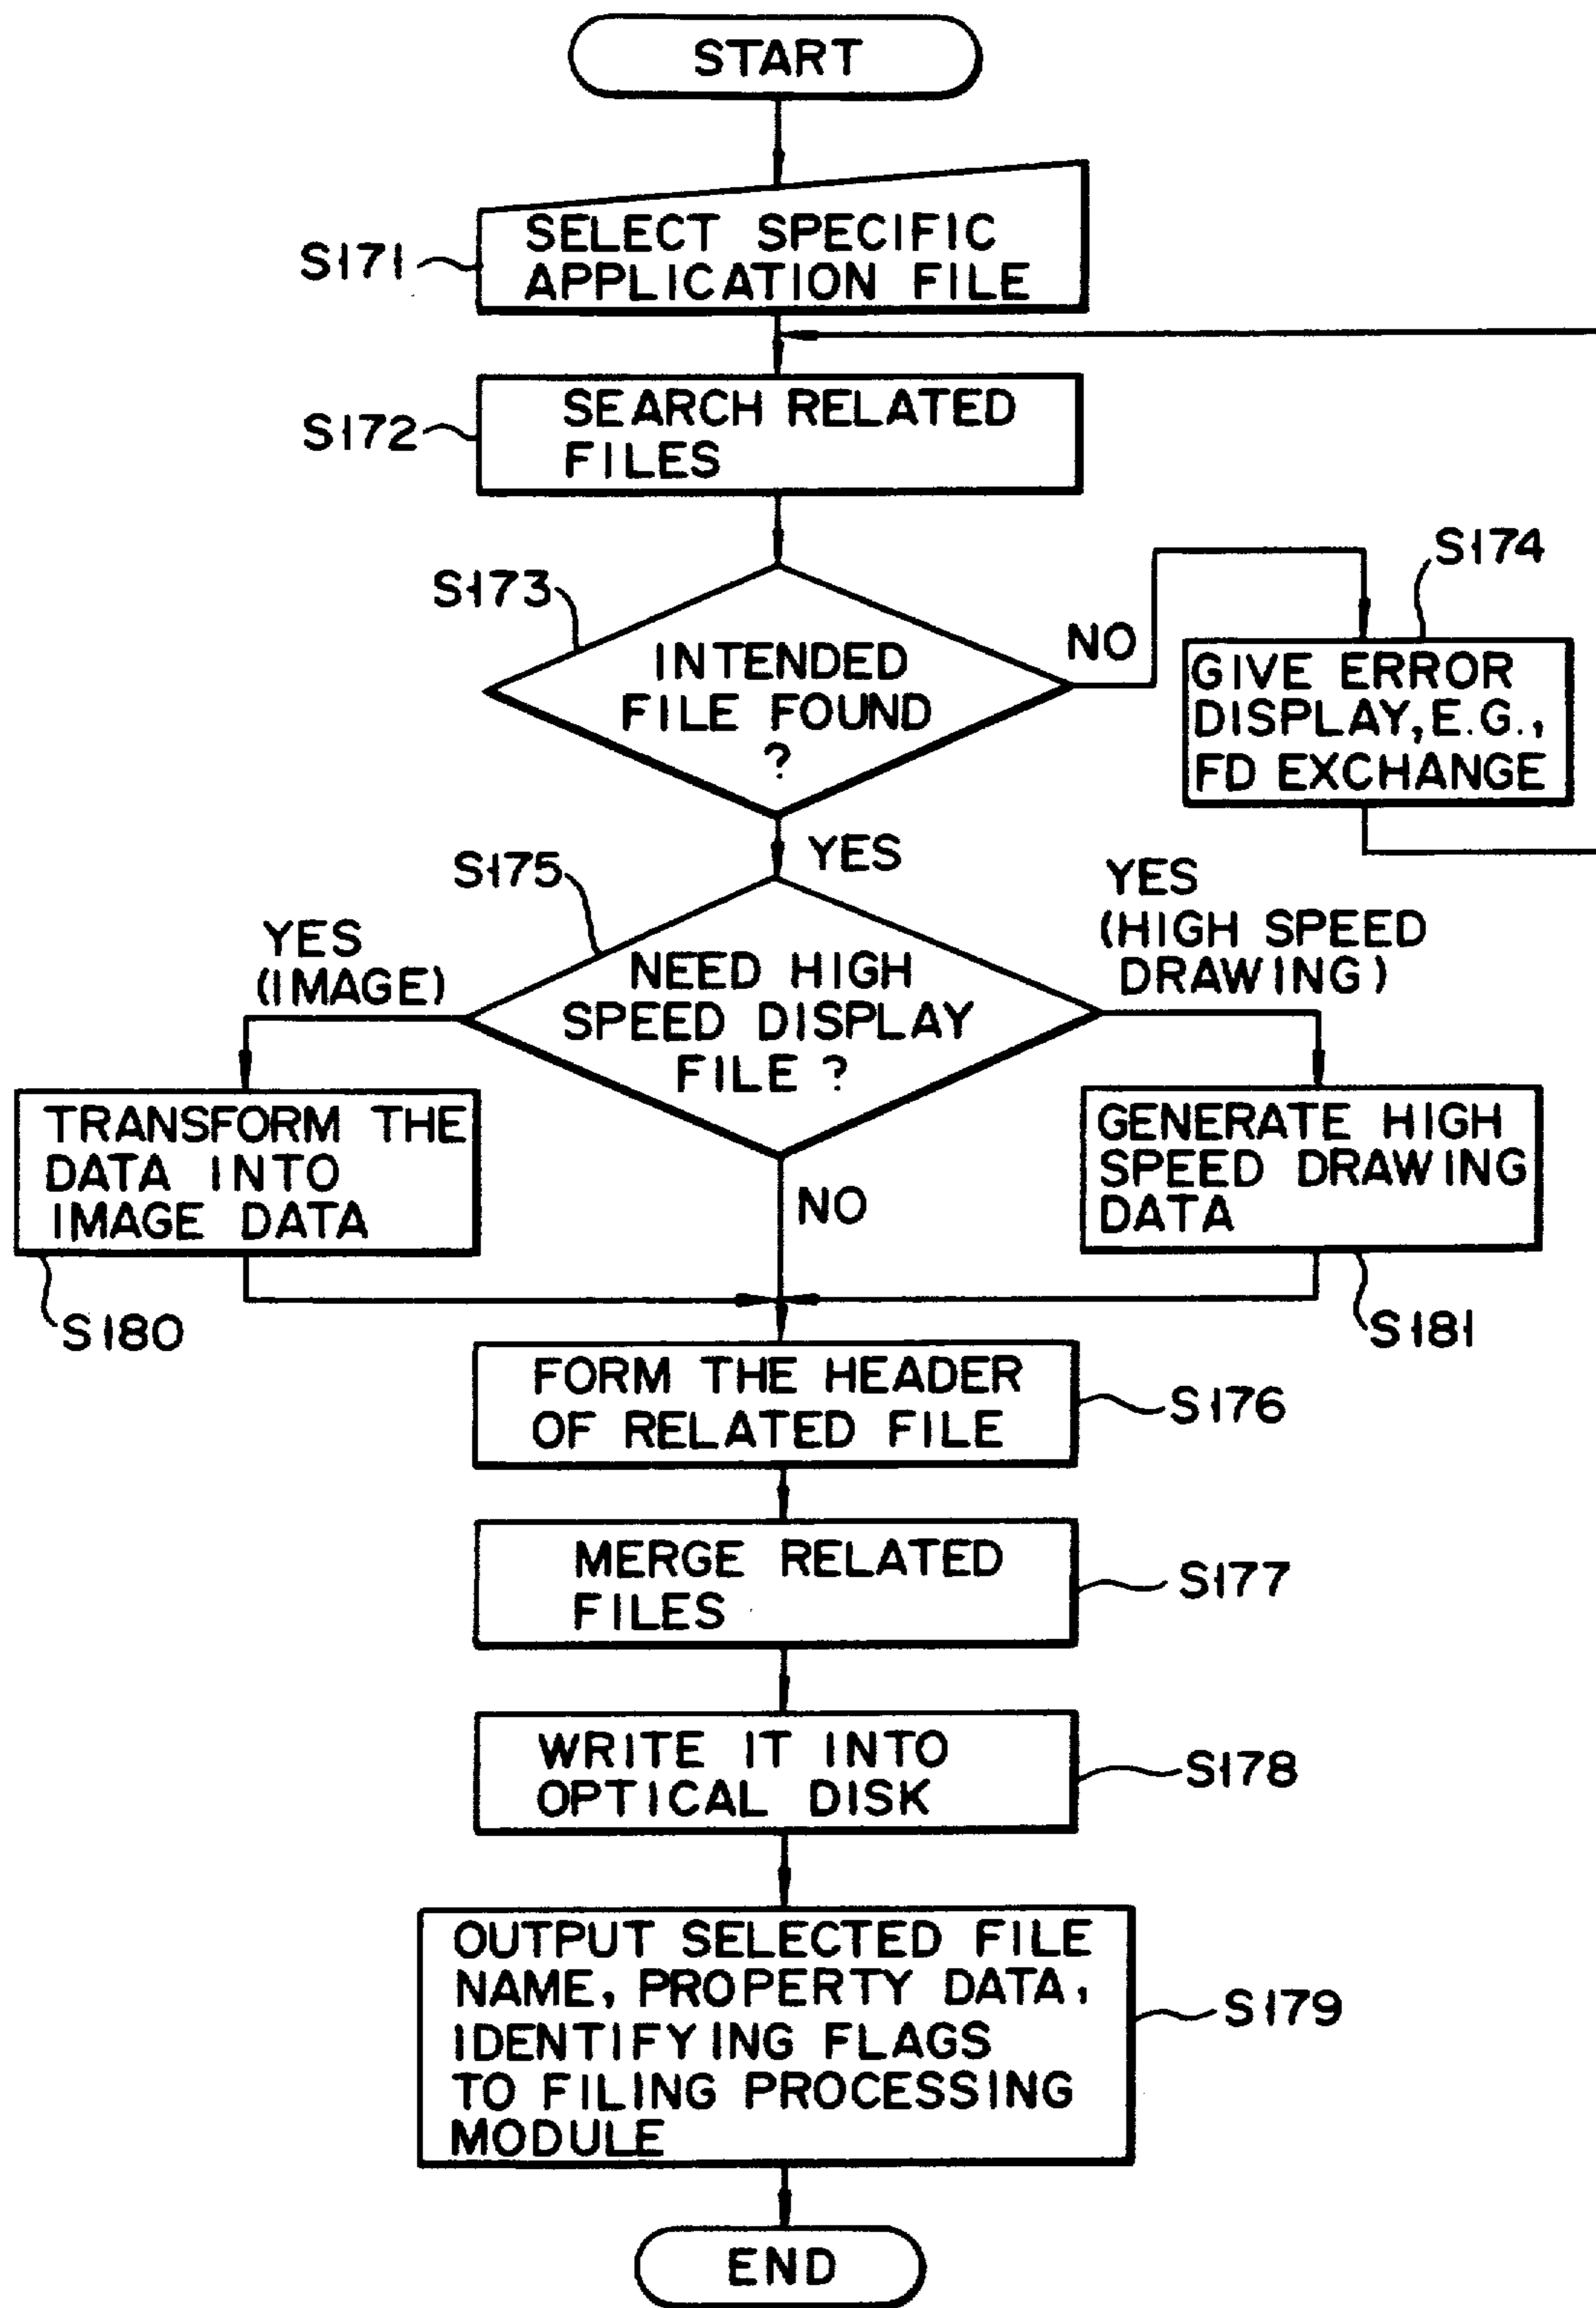 START
S171
SELECT SPECIFIC
APPLICATION FILE
S172
SEARCH RELATED
FILES
S173
INTENDED
FILE FOUND
?
NO
S174
GIVE ERROR
DISPLAY, E.G.,
FD EXCHANGE
YES
S175
NEED HIGH
SPEED DISPLAY
FILE ?
YES
(IMAGE)
YES
(HIGH SPEED
DRAWING)
TRANSFORM THE
DATA INTO
IMAGE DATA
S180
NO
GENERATE HIGH
SPEED DRAWING
DATA
S181
FORM THE HEADER
OF RELATED FILE
S176
MERGE RELATED
FILES
S177
WRITE IT INTO
OPTICAL DISK
S178
OUTPUT SELECTED FILE
NAME, PROPERTY DATA,
IDENTIFYING FLAGS
TO FILING PROCESSING
MODULE
S179
END